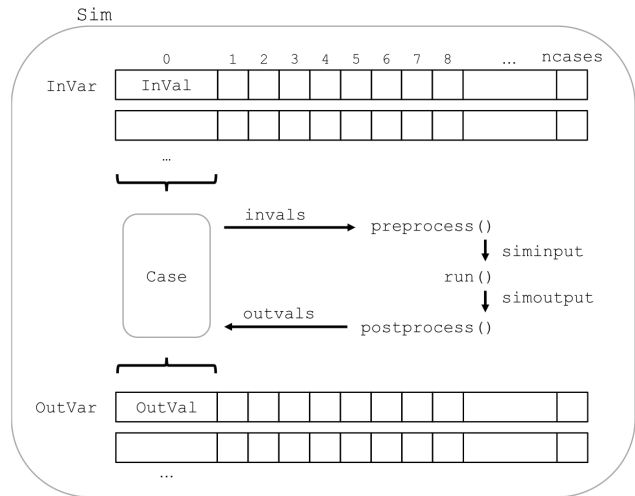 Sim
0 1 2 3 4 5 6 7 8 ... ncases
InVar InVal
...
invals preprocess()
siminput
Case run()
simoutput
outvals postprocess()
OutVar OutVal
...